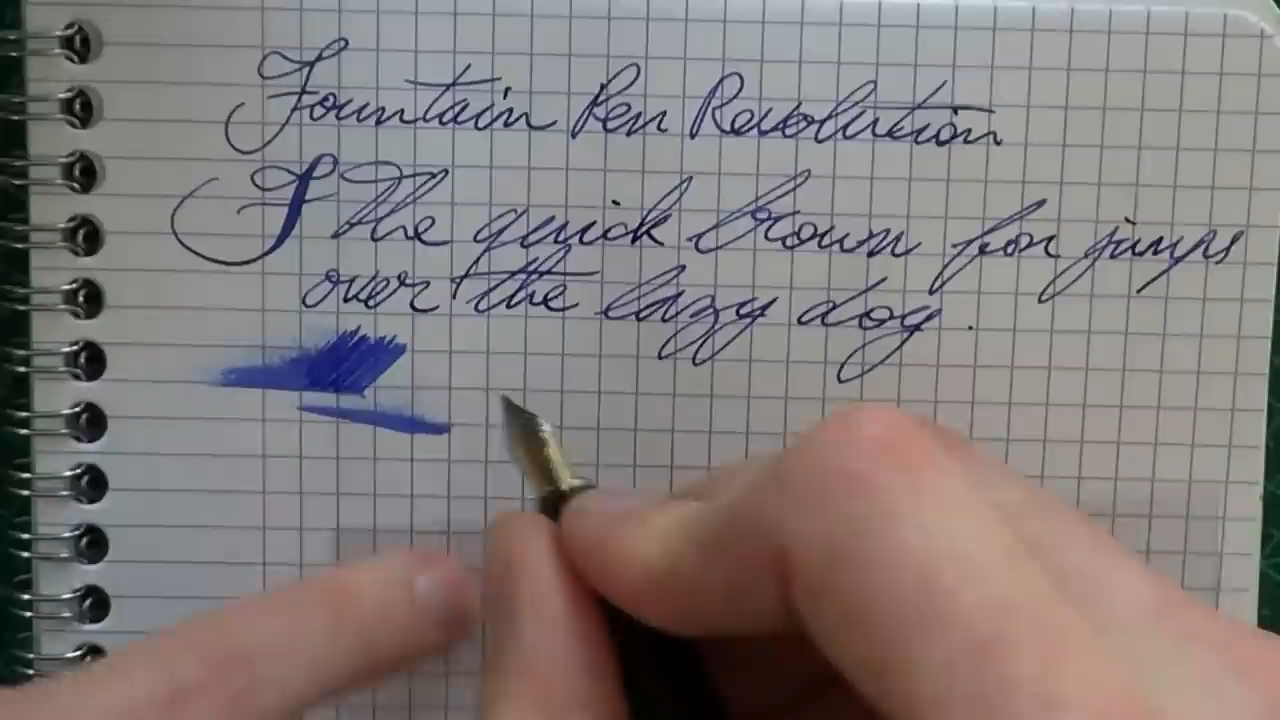 Fountain Pen Revolution
F The quick brown fox jumps
over the lazy dog.